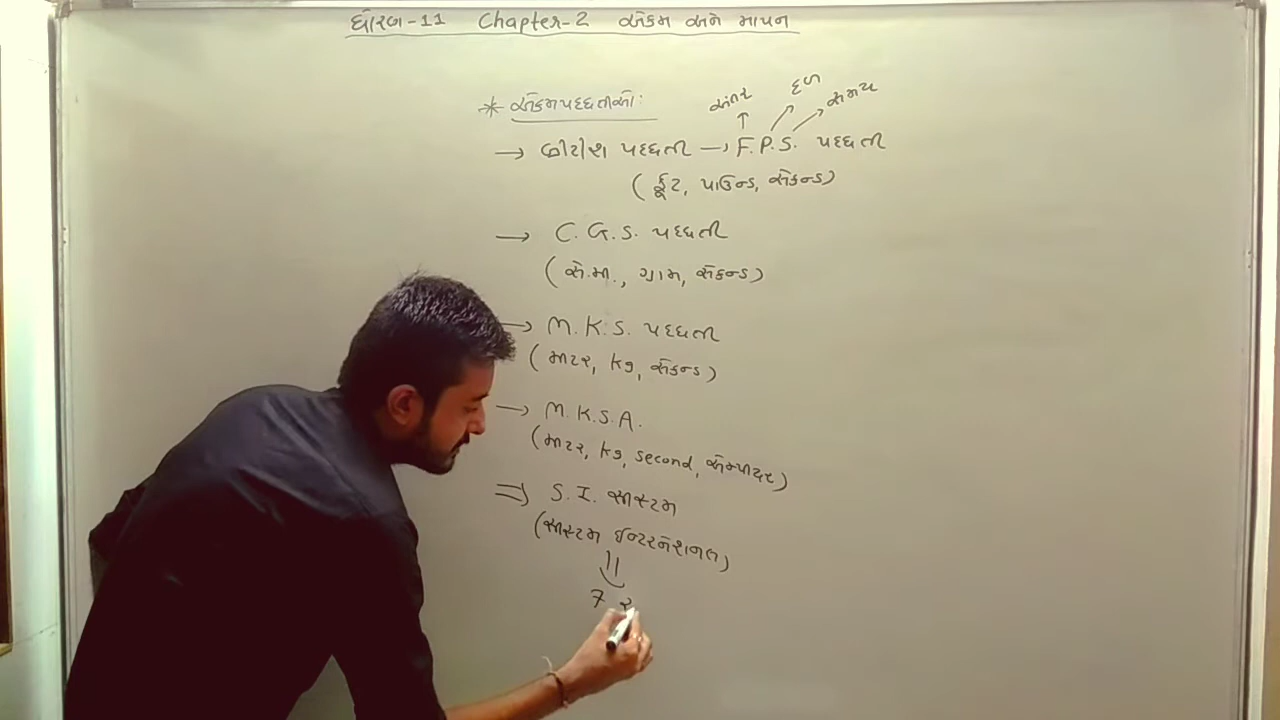 ધોરણ-11 Chapter-2 એકમ અને માપન
* એકમપદ્ધતીઓ:
અંતર દળ સમય
→ બ્રીટીશ પદ્ધતી → F.P.S. પદ્ધતી
(ફૂટ, પાઉન્ડ, સેકન્ડ)
→ C.G.S. પદ્ધતી
(સે.મી., ગ્રામ, સેકન્ડ)
→ M.K.S. પદ્ધતી
(મીટર, kg, સેકન્ડ)
→ M.K.S.A.
(મીટર, kg, second, એમ્પીયર)
⇒ S.I. સીસ્ટમ
(સીસ્ટમ ઈન્ટરનેશનલ)
7